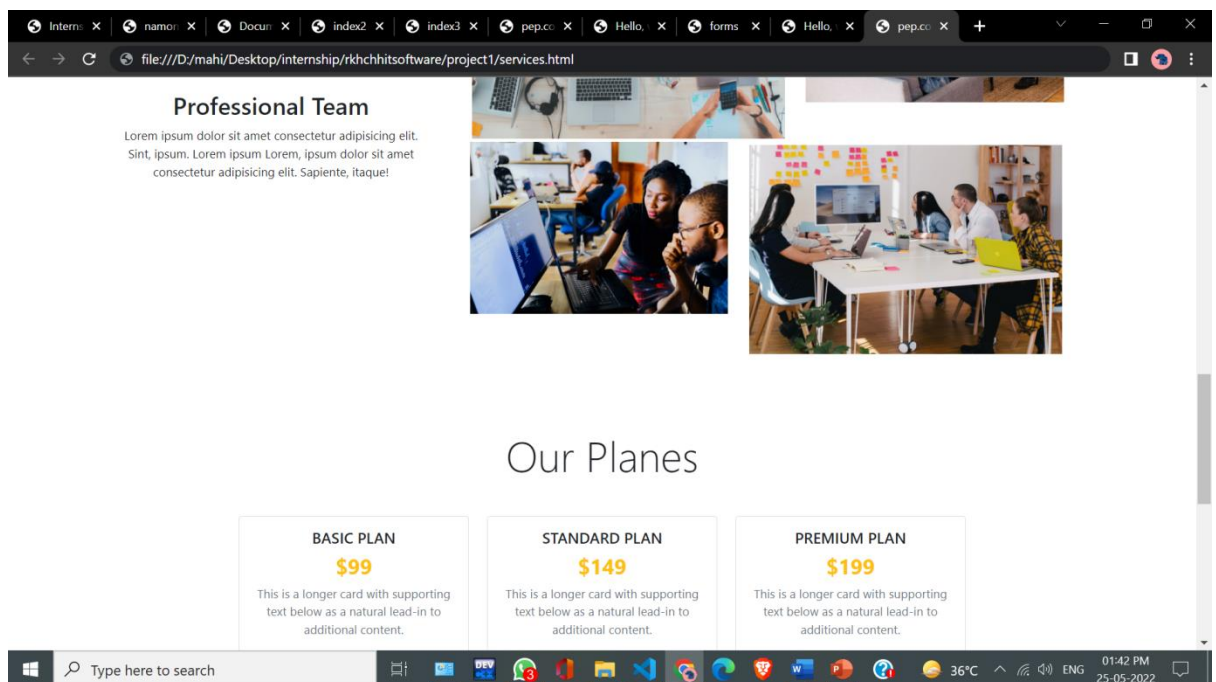 Interns
namon
Docum
index2
index3
pep.co
Hello,
forms
Hello,
pep.co
file:///D:/mahi/Desktop/internship/rkhchhitsoftware/project1/services.html
Professional Team
Lorem ipsum dolor sit amet consectetur adipisicing elit.
Sint, ipsum. Lorem ipsum Lorem, ipsum dolor sit amet
consectetur adipisicing elit. Sapiente, itaque!
Our Planes
BASIC PLAN
$99
This is a longer card with supporting
text below as a natural lead-in to
additional content.
STANDARD PLAN
$149
This is a longer card with supporting
text below as a natural lead-in to
additional content.
PREMIUM PLAN
$199
This is a longer card with supporting
text below as a natural lead-in to
additional content.
Type here to search
DEV
3
36°C
ENG
01:42 PM
25-05-2022